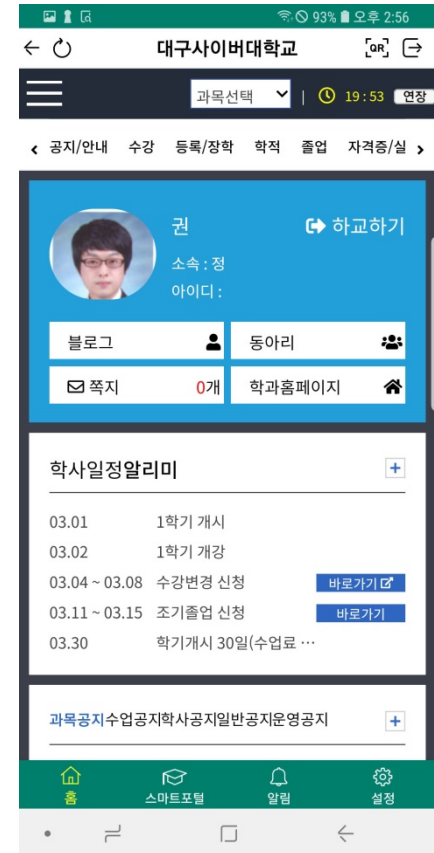 93% 오후 2:56
대구사이버대학교 QR
과목선택 | 19:53 연장
공지/안내 수강 등록/장학 학적 졸업 자격증/실
권 하교하기
소속 : 정
아이디 :
블로그 동아리
쪽지 0개 학과홈페이지
학사일정알리미 +
03.01 1학기 개시
03.02 1학기 개강
03.04 ~ 03.08 수강변경 신청 바로가기
03.11 ~ 03.15 조기졸업 신청 바로가기
03.30 학기개시 30일(수업료 …
과목공지수업공지학사공지일반공지운영공지 +
홈 스마트포털 알림 설정